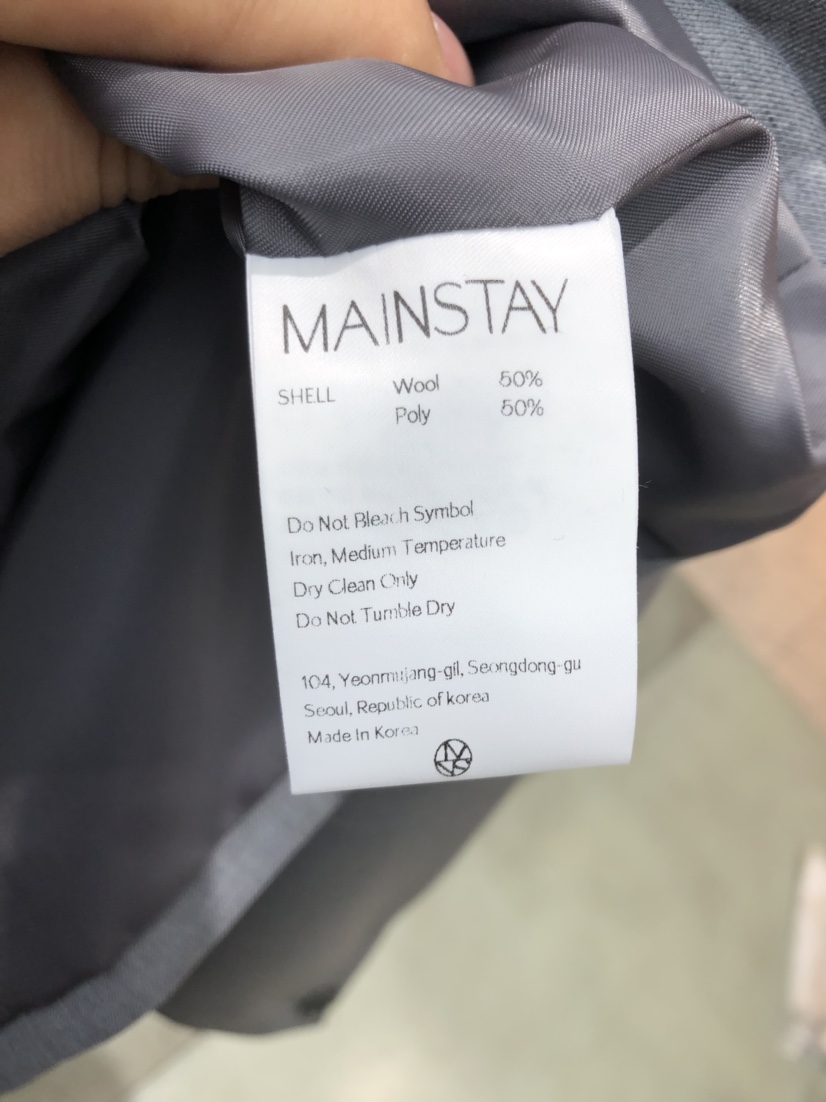 MAINSTAY
SHELL Wool 50%
Poly 50%
Do Not Bleach Symbol
Iron, Medium Temperature
Dry Clean Only
Do Not Tumble Dry
104, Yeonmujang-gil, Seongdong-gu
Seoul, Republic of korea
Made In Korea